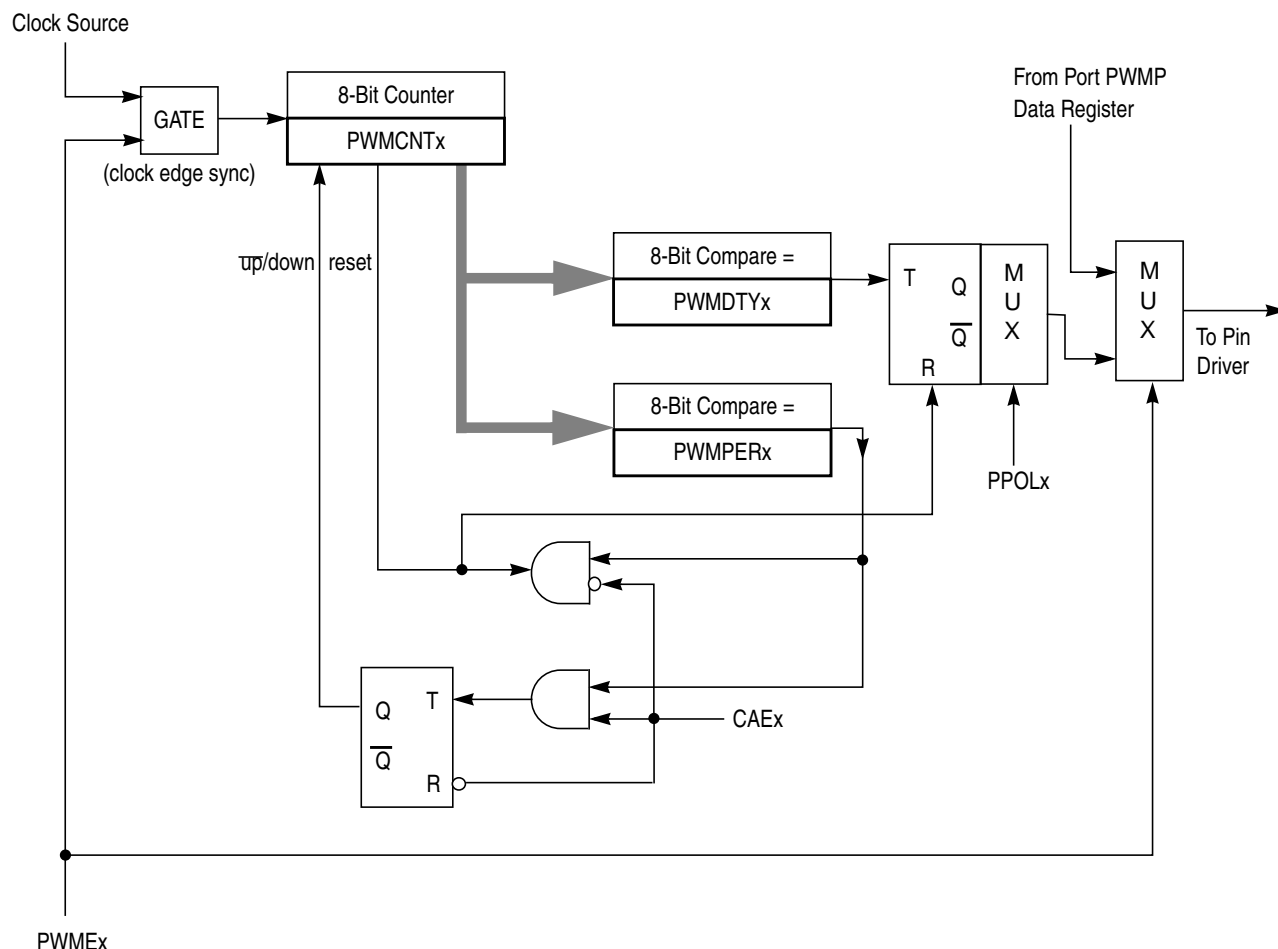 Clock Source
8-Bit Counter
From Port PWMP
Data Register
GATE
PWMCNTx
(clock edge sync)
up/down
reset
8-Bit Compare =
PWMDTYx
T
Q
Q
R
M
U
X
M
U
X
To Pin
Driver
8-Bit Compare =
PWMPERx
PPOLx
Q
T
Q
R
CAEx
PWMEx